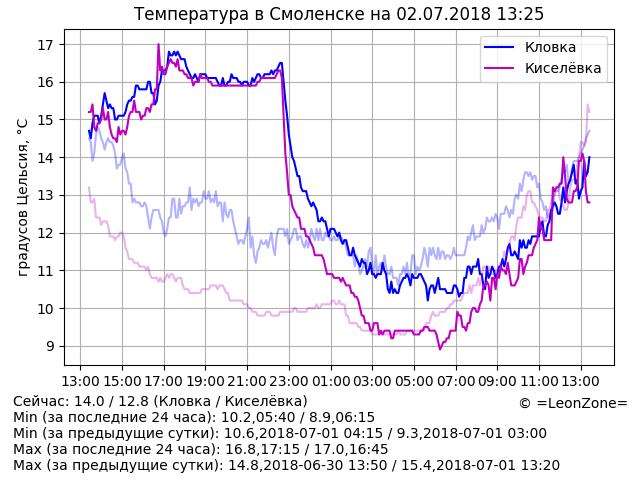 Температура в Смоленске на 02.07.2018 13:25
17
16
15
14
13
12
11
10
9
градусов Цельсия, °C
Кловка
Киселёвка
13:00 15:00 17:00 19:00 21:00 23:00 01:00 03:00 05:00 07:00 09:00 11:00 13:00
Сейчас: 14.0 / 12.8 (Кловка / Киселёвка)
© =LeonZone=
Min (за последние 24 часа): 10.2,05:40 / 8.9,06:15
Min (за предыдущие сутки): 10.6,2018-07-01 04:15 / 9.3,2018-07-01 03:00
Max (за последние 24 часа): 16.8,17:15 / 17.0,16:45
Max (за предыдущие сутки): 14.8,2018-06-30 13:50 / 15.4,2018-07-01 13:20